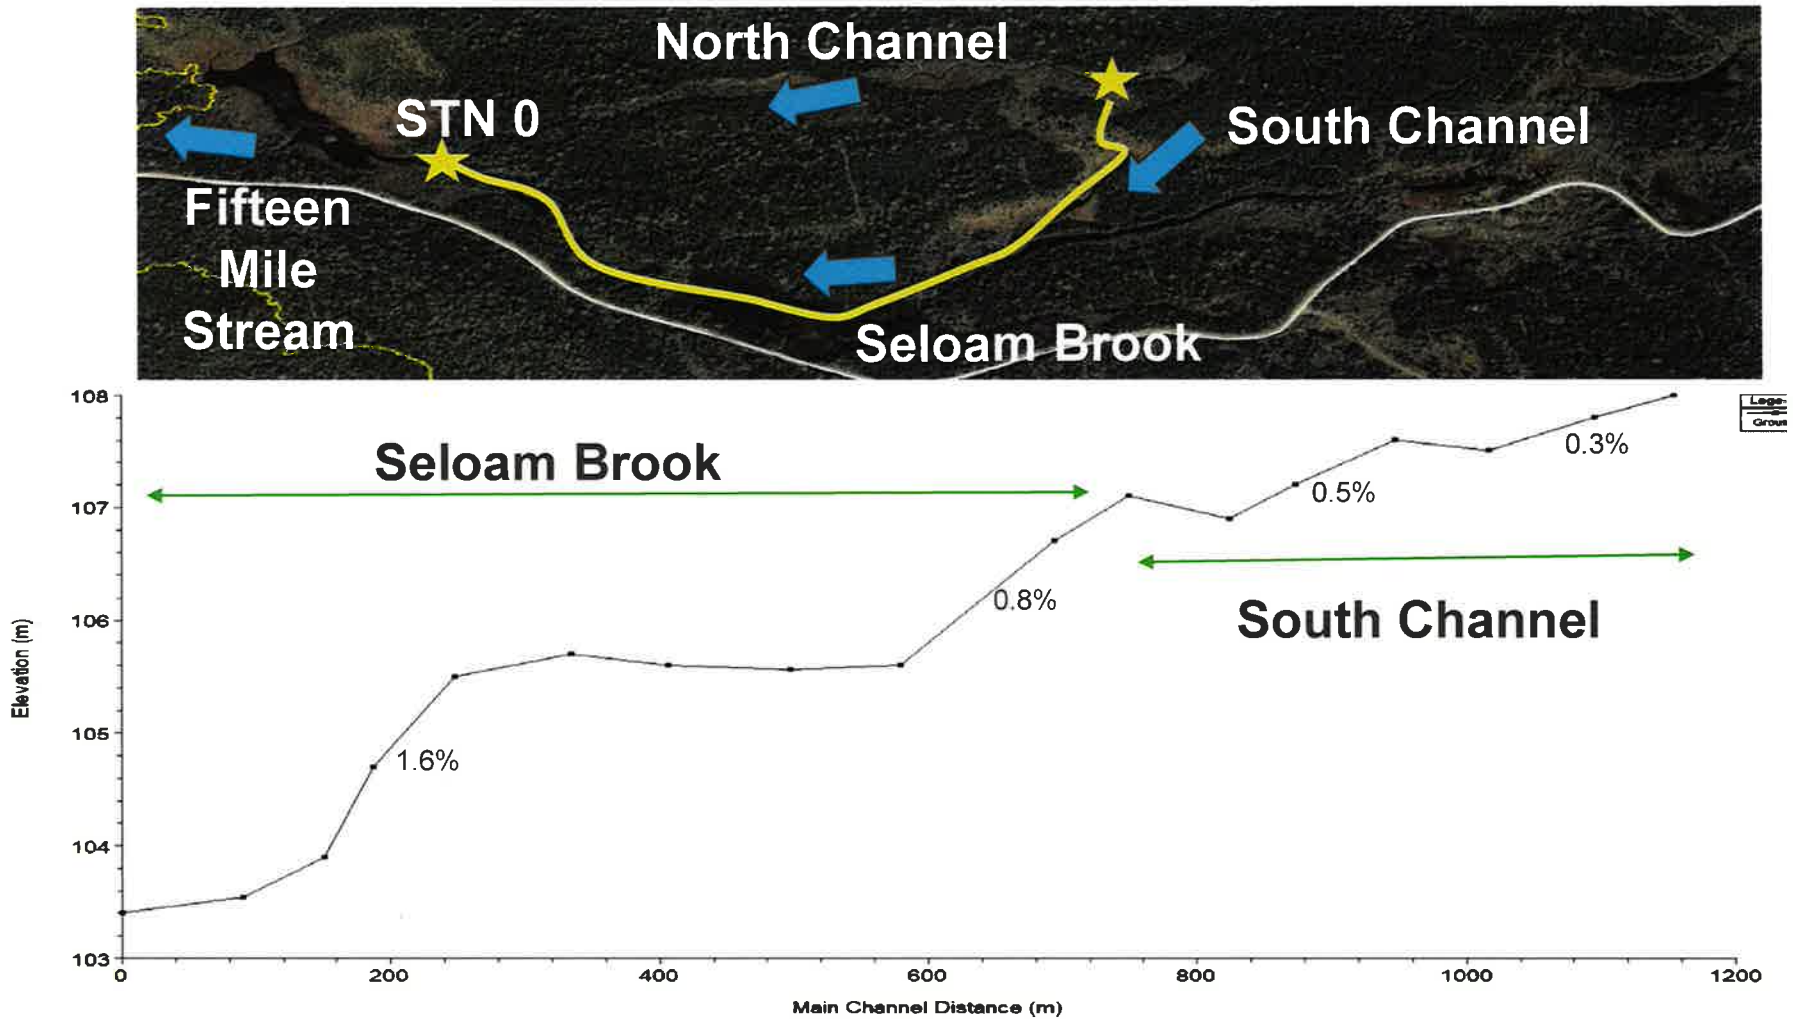 North Channel
STN 0
South Channel
Fifteen
Mile
Stream
Seloam Brook
108
107
106
105
104
103
Elevation (m)
Seloam Brook
South Channel
1.6%
0.8%
0.5%
0.3%
0
200
400
600
800
1000
1200
Main Channel Distance (m)